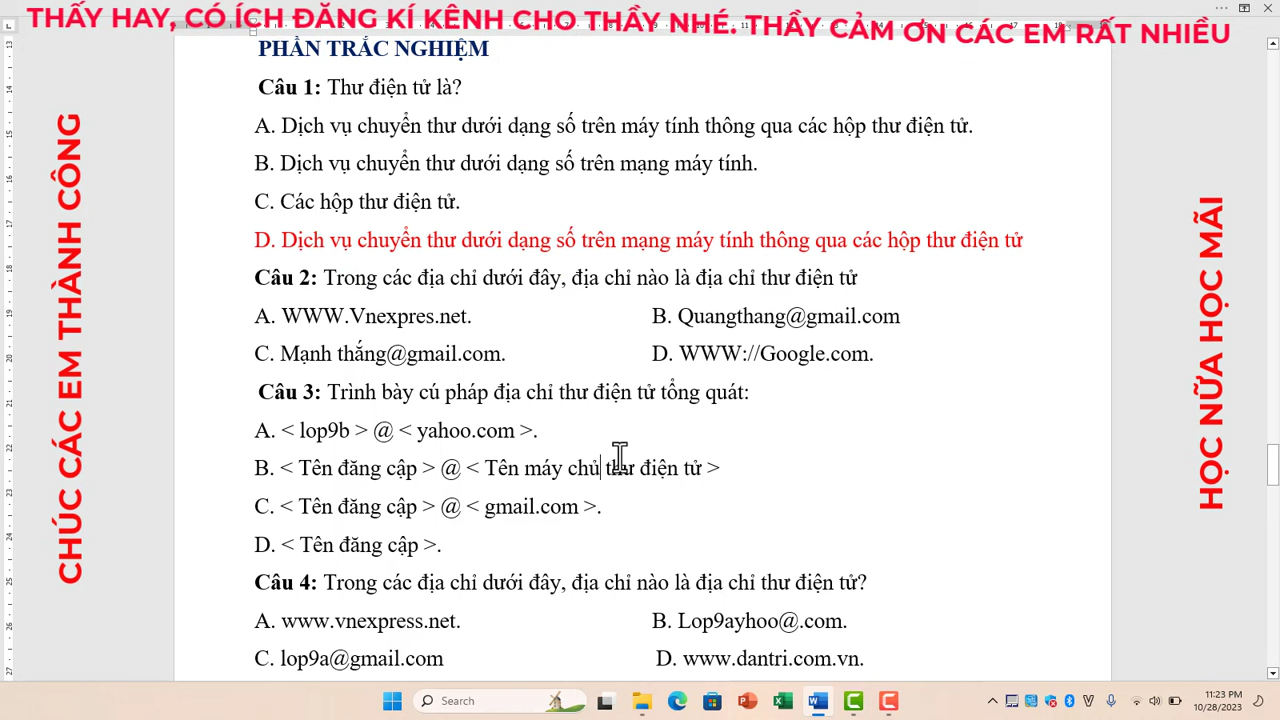 THẤY HAY, CÓ ÍCH ĐĂNG KÍ KÊNH CHO THẦY NHÉ. THẦY CẢM ƠN CÁC EM RẤT NHIỀU
PHẦN TRẮC NGHIỆM
Câu 1: Thư điện tử là?
A. Dịch vụ chuyển thư dưới dạng số trên máy tính thông qua các hộp thư điện tử.
B. Dịch vụ chuyển thư dưới dạng số trên mạng máy tính.
C. Các hộp thư điện tử.
D. Dịch vụ chuyển thư dưới dạng số trên mạng máy tính thông qua các hộp thư điện tử
Câu 2: Trong các địa chỉ dưới đây, địa chỉ nào là địa chỉ thư điện tử
A. WWW.Vnexpres.net. B. Quangthang@gmail.com
C. Mạnh thắng@gmail.com. D. WWW://Google.com.
Câu 3: Trình bày cú pháp địa chỉ thư điện tử tổng quát:
A. < lop9b > @ < yahoo.com >.
B. < Tên đăng cập > @ < Tên máy chủ thư điện tử >
C. < Tên đăng cập > @ < gmail.com >.
D. < Tên đăng cập >.
Câu 4: Trong các địa chỉ dưới đây, địa chỉ nào là địa chỉ thư điện tử?
A. www.vnexpress.net. B. Lop9ayhoo@.com.
C. lop9a@gmail.com D. www.dantri.com.vn.
CHÚC CÁC EM THÀNH CÔNG
HỌC NỮA HỌC MÃI
Search
11:23 PM
10/28/2023